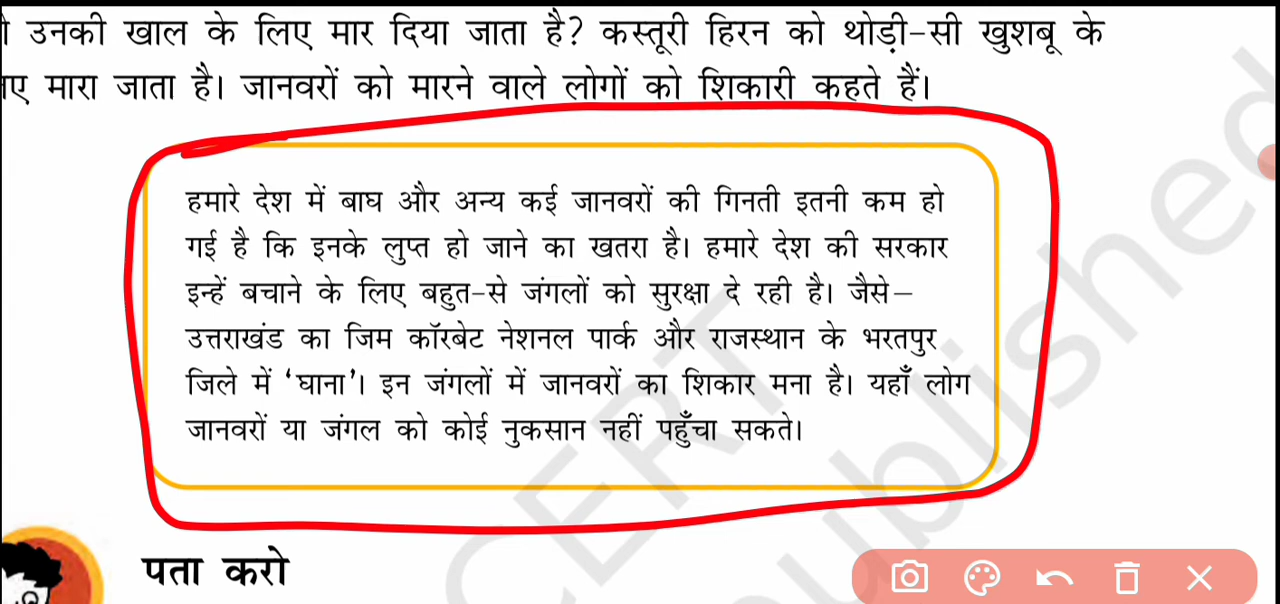 उनकी खाल के लिए मार दिया जाता है? कस्तूरी हिरन को थोड़ी-सी खुशबू के
मारा जाता है। जानवरों को मारने वाले लोगों को शिकारी कहते हैं।
हमारे देश में बाघ और अन्य कई जानवरों की गिनती इतनी कम हो
गई है कि इनके लुप्त हो जाने का खतरा है। हमारे देश की सरकार
इन्हें बचाने के लिए बहुत-से जंगलों को सुरक्षा दे रही है। जैसे–
उत्तराखंड का जिम कॉरबेट नेशनल पार्क और राजस्थान के भरतपुर
जिले में ‘घाना’। इन जंगलों में जानवरों का शिकार मना है। यहाँ लोग
जानवरों या जंगल को कोई नुकसान नहीं पहुँचा सकते।
पता करो